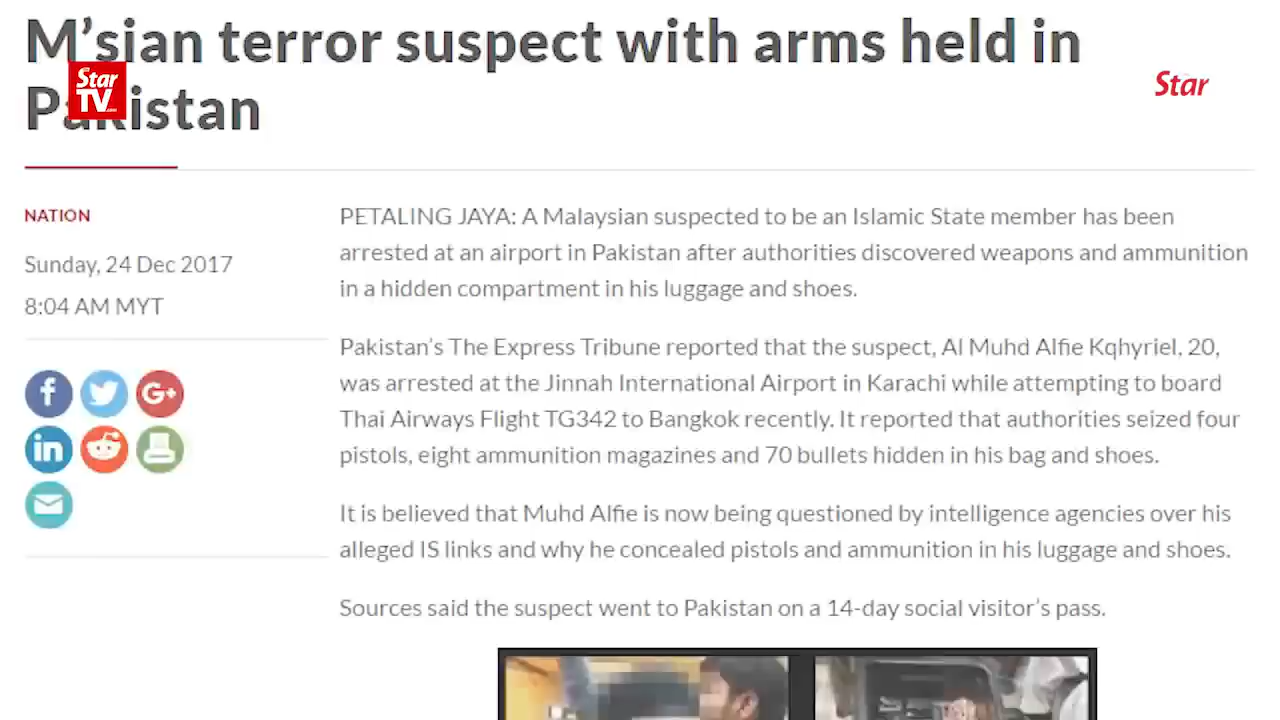 M'sian terror suspect with arms held in
Pakistan
Star
TV
Star
NATION
Sunday, 24 Dec 2017
8:04 AM MYT
PETALING JAYA: A Malaysian suspected to be an Islamic State member has been
arrested at an airport in Pakistan after authorities discovered weapons and ammunition
in a hidden compartment in his luggage and shoes.
Pakistan's The Express Tribune reported that the suspect, Al Muhd Alfie Kqhyriel, 20,
was arrested at the Jinnah International Airport in Karachi while attempting to board
Thai Airways Flight TG342 to Bangkok recently. It reported that authorities seized four
pistols, eight ammunition magazines and 70 bullets hidden in his bag and shoes.
It is believed that Muhd Alfie is now being questioned by intelligence agencies over his
alleged IS links and why he concealed pistols and ammunition in his luggage and shoes.
Sources said the suspect went to Pakistan on a 14-day social visitor's pass.
f
G+
in